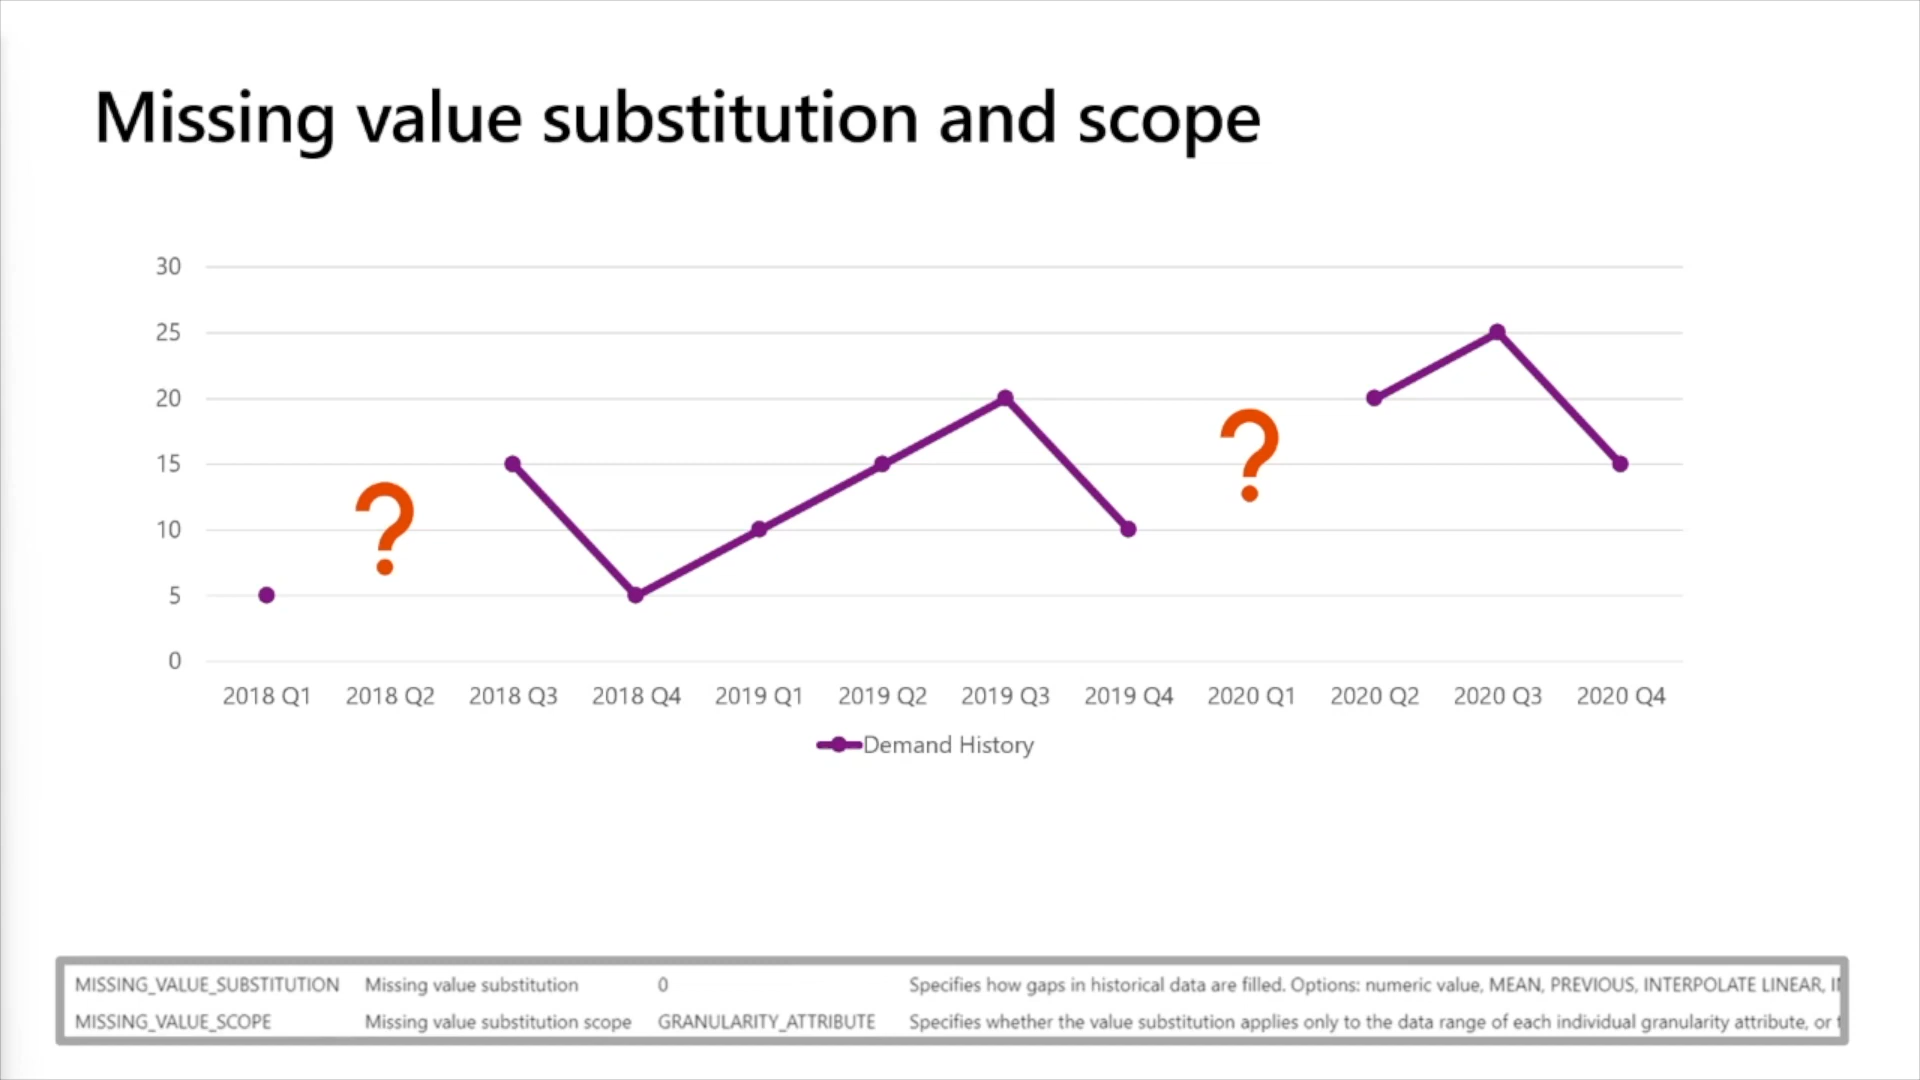 Missing value substitution and scope
30
25
20
15
10
5
0
?
?
2018 Q1 2018 Q2 2018 Q3 2018 Q4 2019 Q1 2019 Q2 2019 Q3 2019 Q4 2020 Q1 2020 Q2 2020 Q3 2020 Q4
Demand History
MISSING_VALUE_SUBSTITUTION Missing value substitution 0 Specifies how gaps in historical data are filled. Options: numeric value, MEAN, PREVIOUS, INTERPOLATE LINEAR,
MISSING_VALUE_SCOPE Missing value substitution scope GRANULARITY_ATTRIBUTE Specifies whether the value substitution applies only to the data range of each individual granularity attribute, or